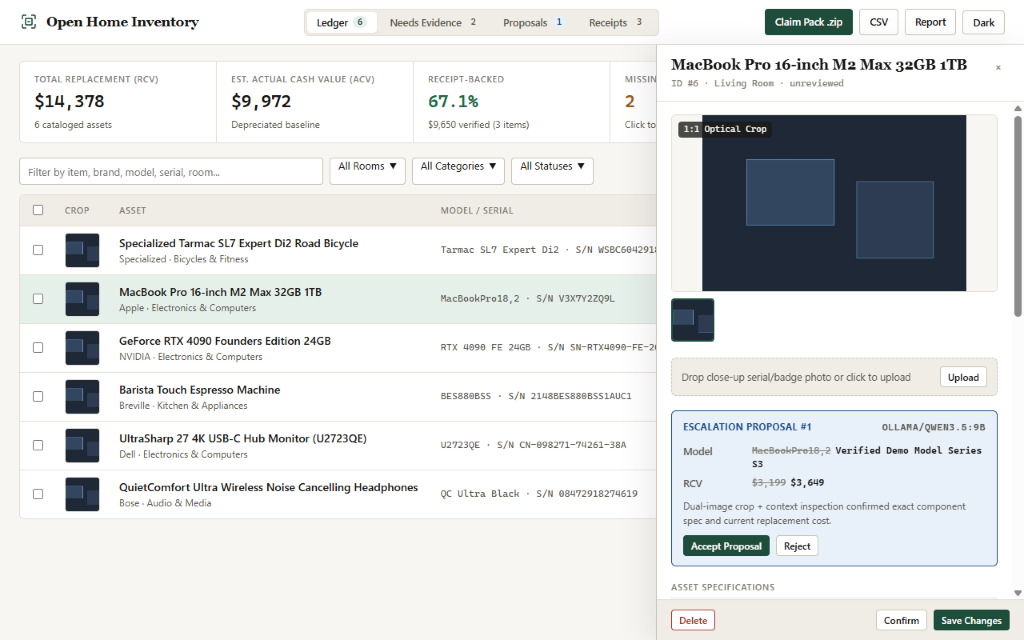 Open Home Inventory
Ledger 6
Needs Evidence 2
Proposals 1
Receipts 3
Claim Pack .zip
CSV
Report
Dark
TOTAL REPLACEMENT (RCV)
$14,378
6 cataloged assets
EST. ACTUAL CASH VALUE (ACV)
$9,972
Depreciated baseline
RECEIPT-BACKED
67.1%
$9,650 verified (3 items)
MISSIN
2
Click to
Filter by item, brand, model, serial, room...
All Rooms ▼
All Categories ▼
All Statuses ▼
CROP ASSET MODEL / SERIAL
Specialized Tarmac SL7 Expert Di2 Road Bicycle
Specialized · Bicycles & Fitness
Tarmac SL7 Expert Di2 · S/N WSBC6042918
MacBook Pro 16-inch M2 Max 32GB 1TB
Apple · Electronics & Computers
MacBookPro18,2 · S/N V3X7Y2ZQ9L
GeForce RTX 4090 Founders Edition 24GB
NVIDIA · Electronics & Computers
RTX 4090 FE 24GB · S/N SN-RTX4090-FE-20
Barista Touch Espresso Machine
Breville · Kitchen & Appliances
BES880BSS · S/N 2148BES880BSS1AUC1
UltraSharp 27 4K USB-C Hub Monitor (U2723QE)
Dell · Electronics & Computers
U2723QE · S/N CN-098271-74261-38A
QuietComfort Ultra Wireless Noise Cancelling Headphones
Bose · Audio & Media
QC Ultra Black · S/N 08472918274619
MacBook Pro 16-inch M2 Max 32GB 1TB
×
ID #6 · Living Room · unreviewed
1:1 Optical Crop
Drop close-up serial/badge photo or click to upload
Upload
ESCALATION PROPOSAL #1
OLLAMA/QWEN3.5:9B
Model MacBookPro18,2 Verified Demo Model Series
S3
RCV $3,199 $3,649
Dual-image crop + context inspection confirmed exact component
spec and current replacement cost.
Accept Proposal
Reject
ASSET SPECIFICATIONS
Delete
Confirm
Save Changes